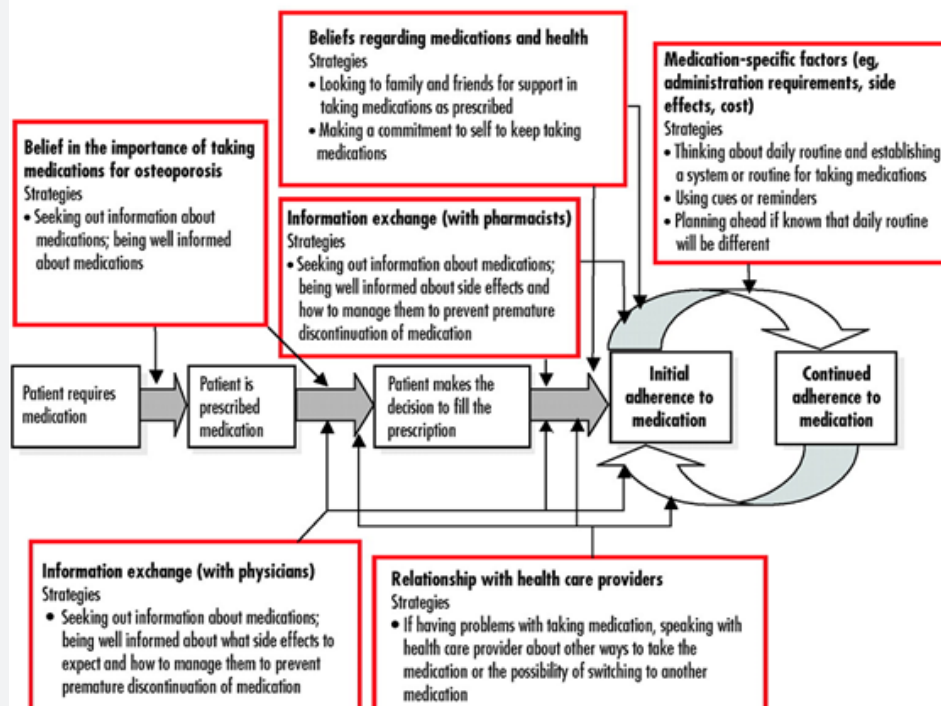 Beliefs regarding medications and health
Strategies
• Looking to family and friends for support in
taking medications as prescribed
• Making a commitment to self to keep taking
medications
Medication-specific factors (eg,
administration requirements, side
effects, cost)
Strategies
• Thinking about daily routine and establishing
a system or routine for taking medications
• Using cues or reminders
• Planning ahead if known that daily routine
will be different
Belief in the importance of taking
medications for osteoporosis
Strategies
• Seeking out information about
medications; being well informed
about medications
Information exchange (with pharmacists)
Strategies
• Seeking out information about medications;
being well informed about side effects and
how to manage them to prevent premature
discontinuation of medication
Patient requires
medication
Patient is
prescribed
medication
Patient makes the
decision to fill the
prescription
Initial
adherence to
medication
Continued
adherence to
medication
Information exchange (with physicians)
Strategies
• Seeking out information about medications;
being well informed about what side effects to
expect and how to manage them to prevent
premature discontinuation of medication
Relationship with health care providers
Strategies
• If having problems with taking medication, speaking with
health care provider about other ways to take the
medication or the possibility of switching to another
medication